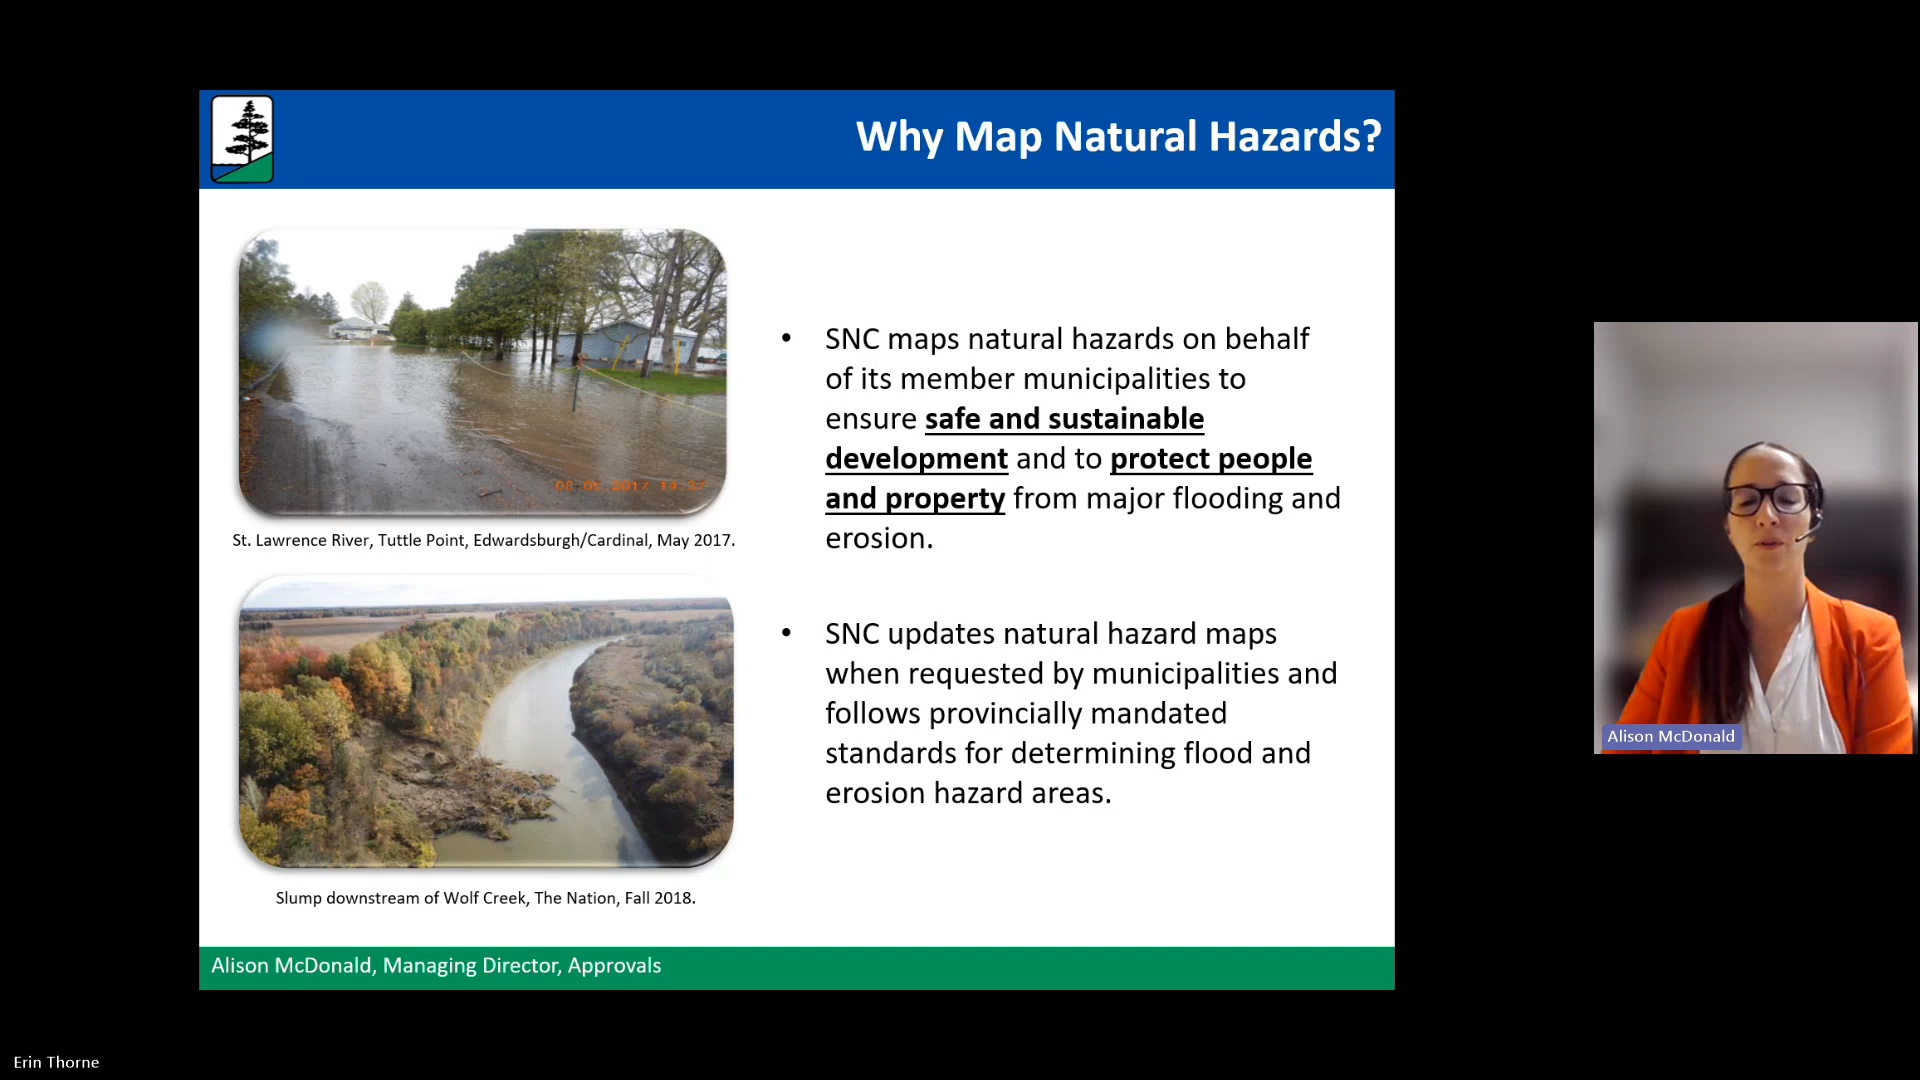 Why Map Natural Hazards?
St. Lawrence River, Tuttle Point, Edwardsburgh/Cardinal, May 2017.
Slump downstream of Wolf Creek, The Nation, Fall 2018.
• SNC maps natural hazards on behalf
of its member municipalities to
ensure safe and sustainable
development and to protect people
and property from major flooding and
erosion.
• SNC updates natural hazard maps
when requested by municipalities and
follows provincially mandated
standards for determining flood and
erosion hazard areas.
Alison McDonald, Managing Director, Approvals
Alison McDonald
Erin Thorne